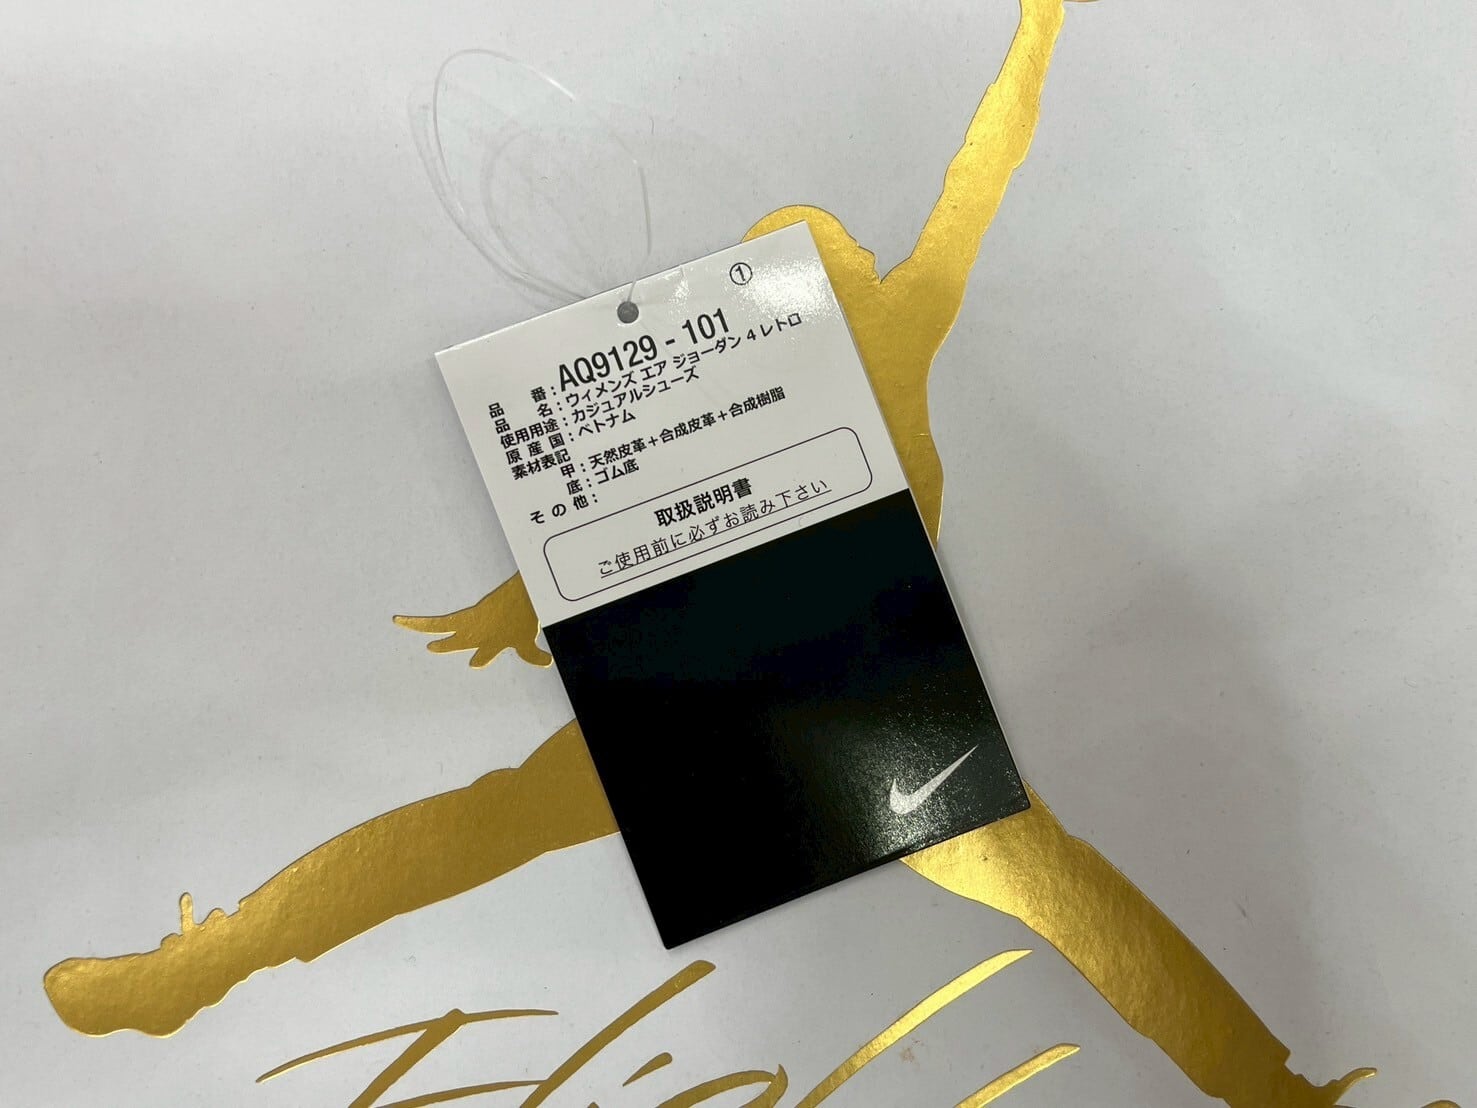 ①
品番：AQ9129 - 101
品名：ウィメンズ エア ジョーダン 4 レトロ
使用用途：カジュアルシューズ
原産国：ベトナム
素材表記
甲：天然皮革＋合成皮革＋合成樹脂
底：ゴム底
その他：
取扱説明書
ご使用前に必ずお読み下さい
Flight